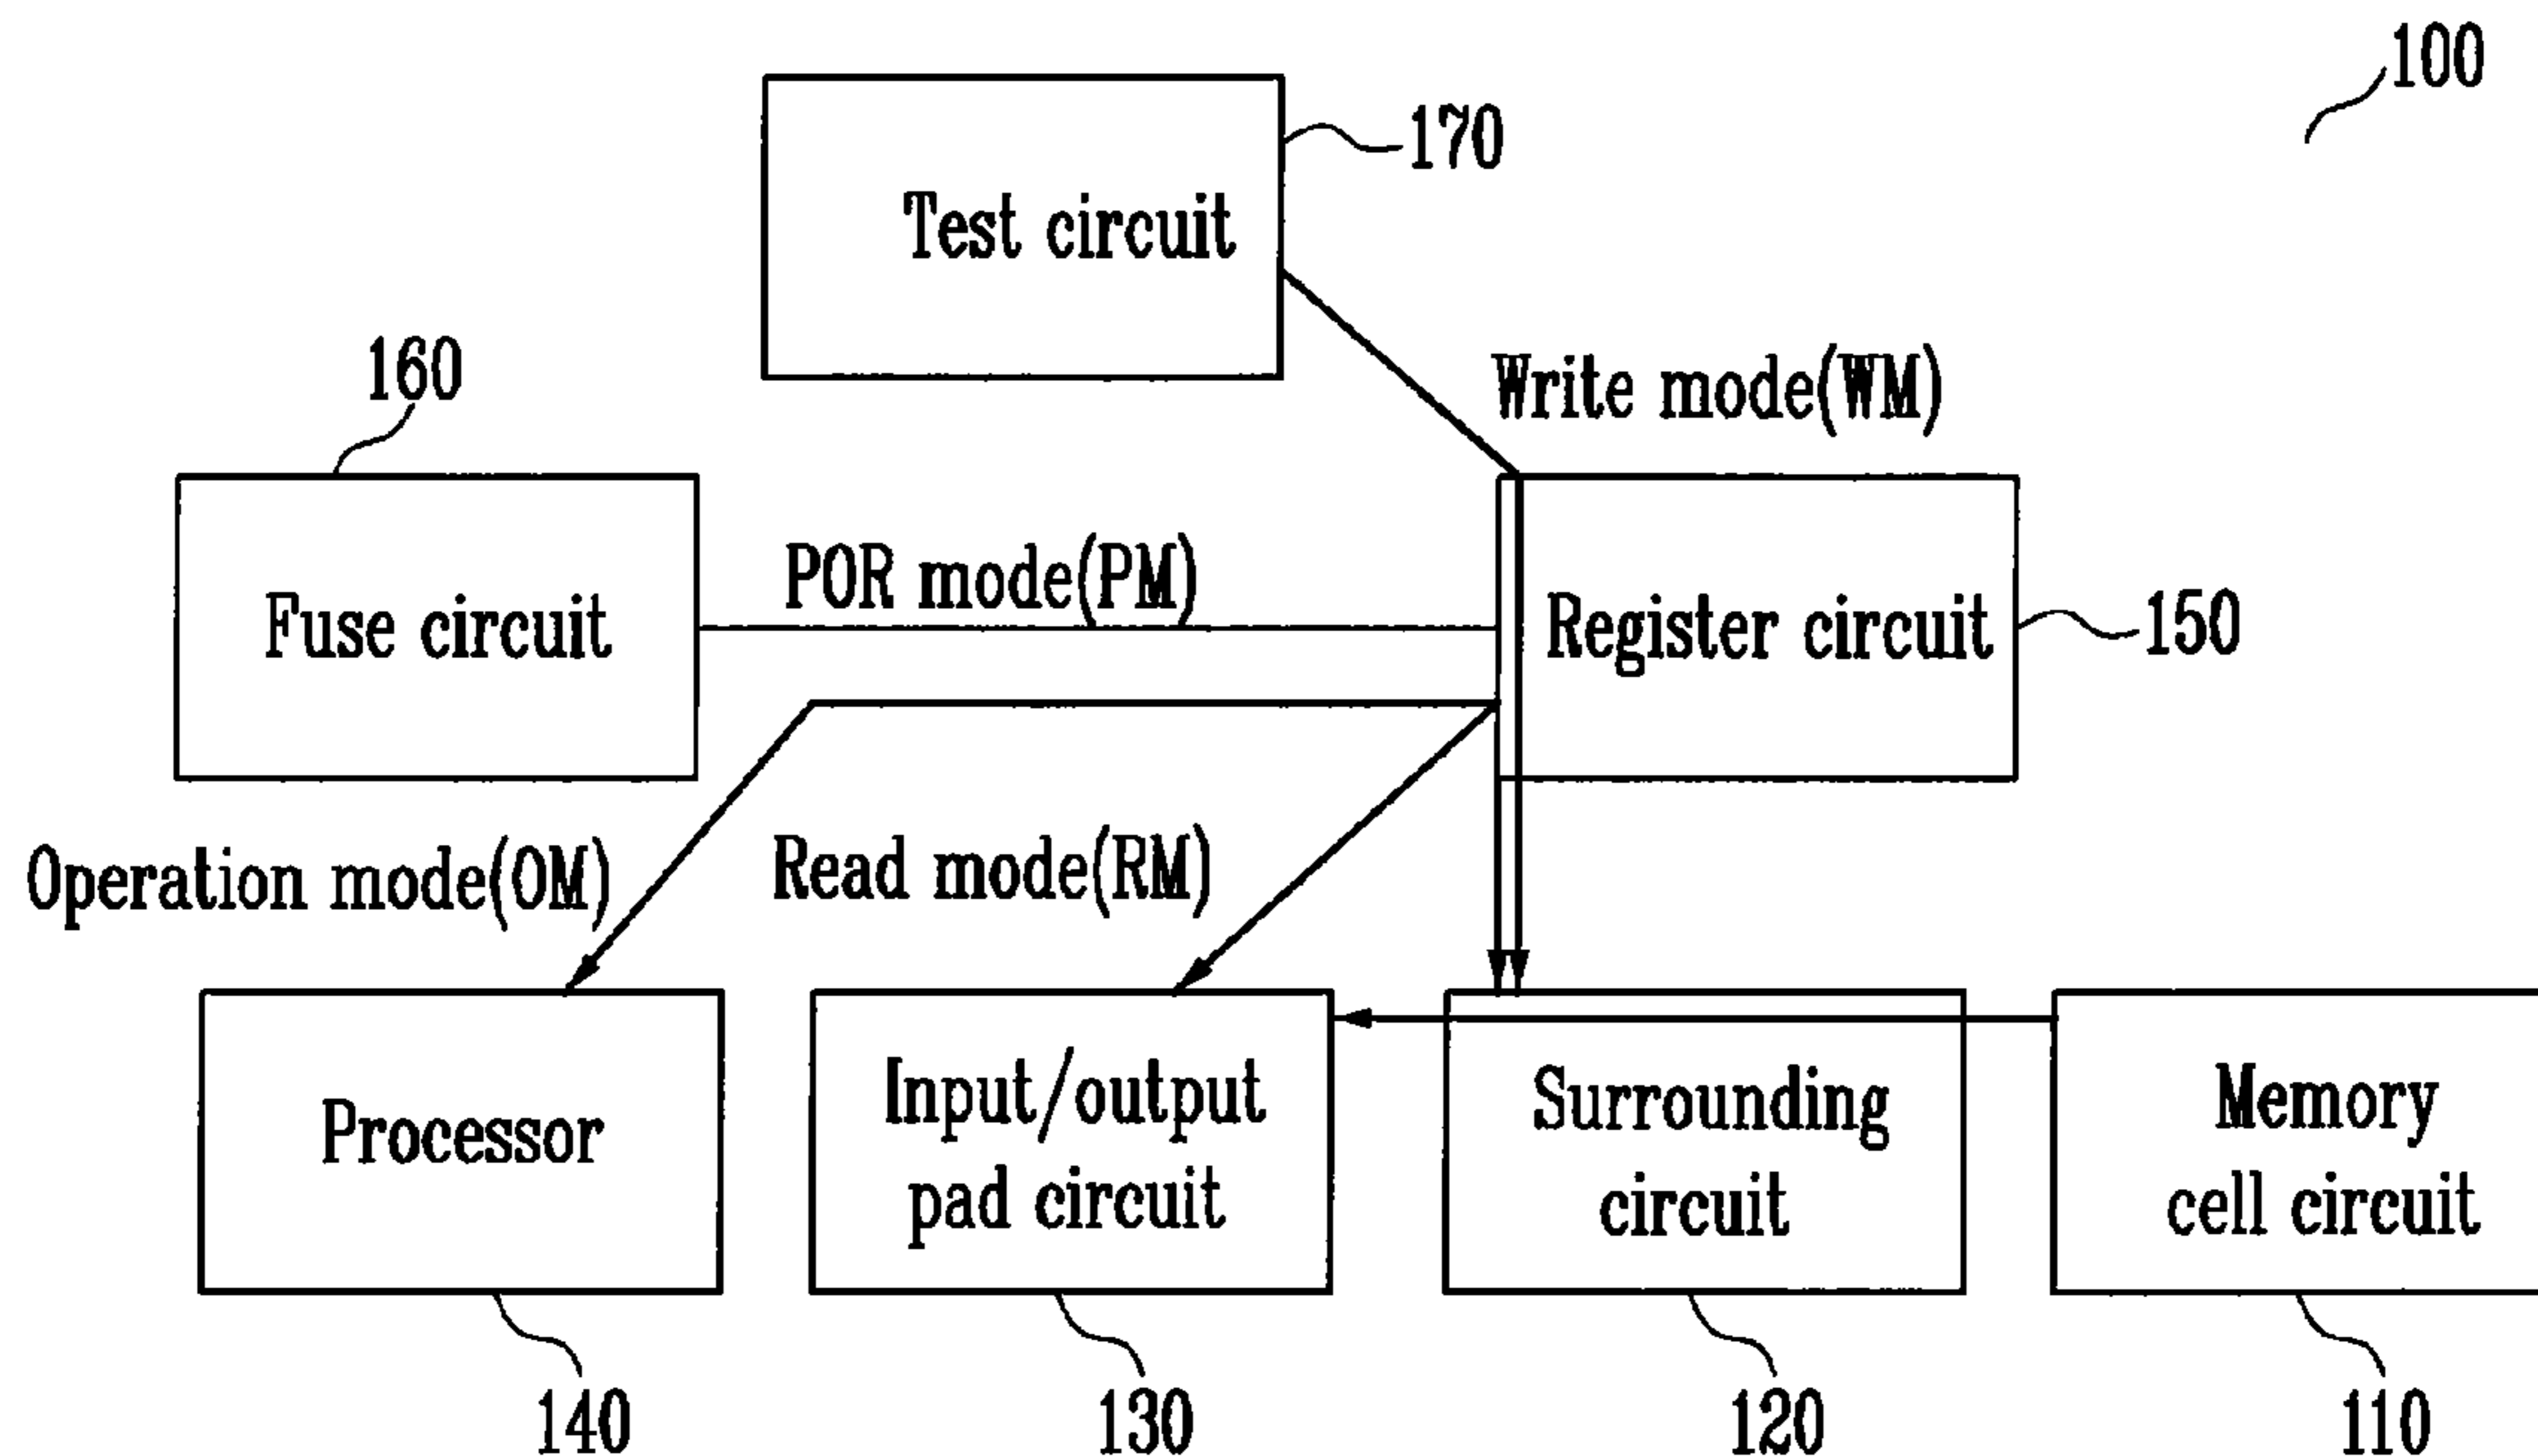 100
170
Test circuit
160
Write mode(WM)
POR mode(PM)
Fuse circuit
Register circuit
150
Operation mode(OM)
Read mode(RM)
Processor
Input/output
pad circuit
Surrounding
circuit
Memory
cell circuit
140
130
120
110